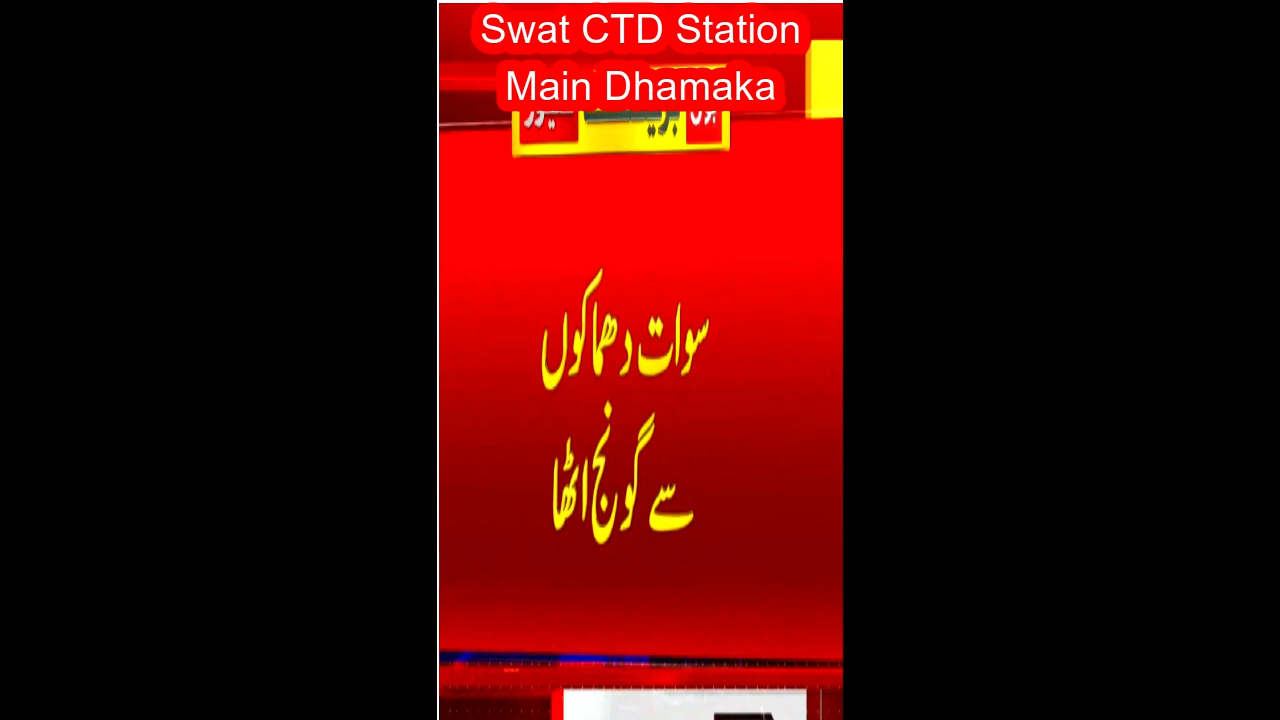 Swat CTD Station
Main Dhamaka
سوات دھماکوں
سے گونج اٹھا